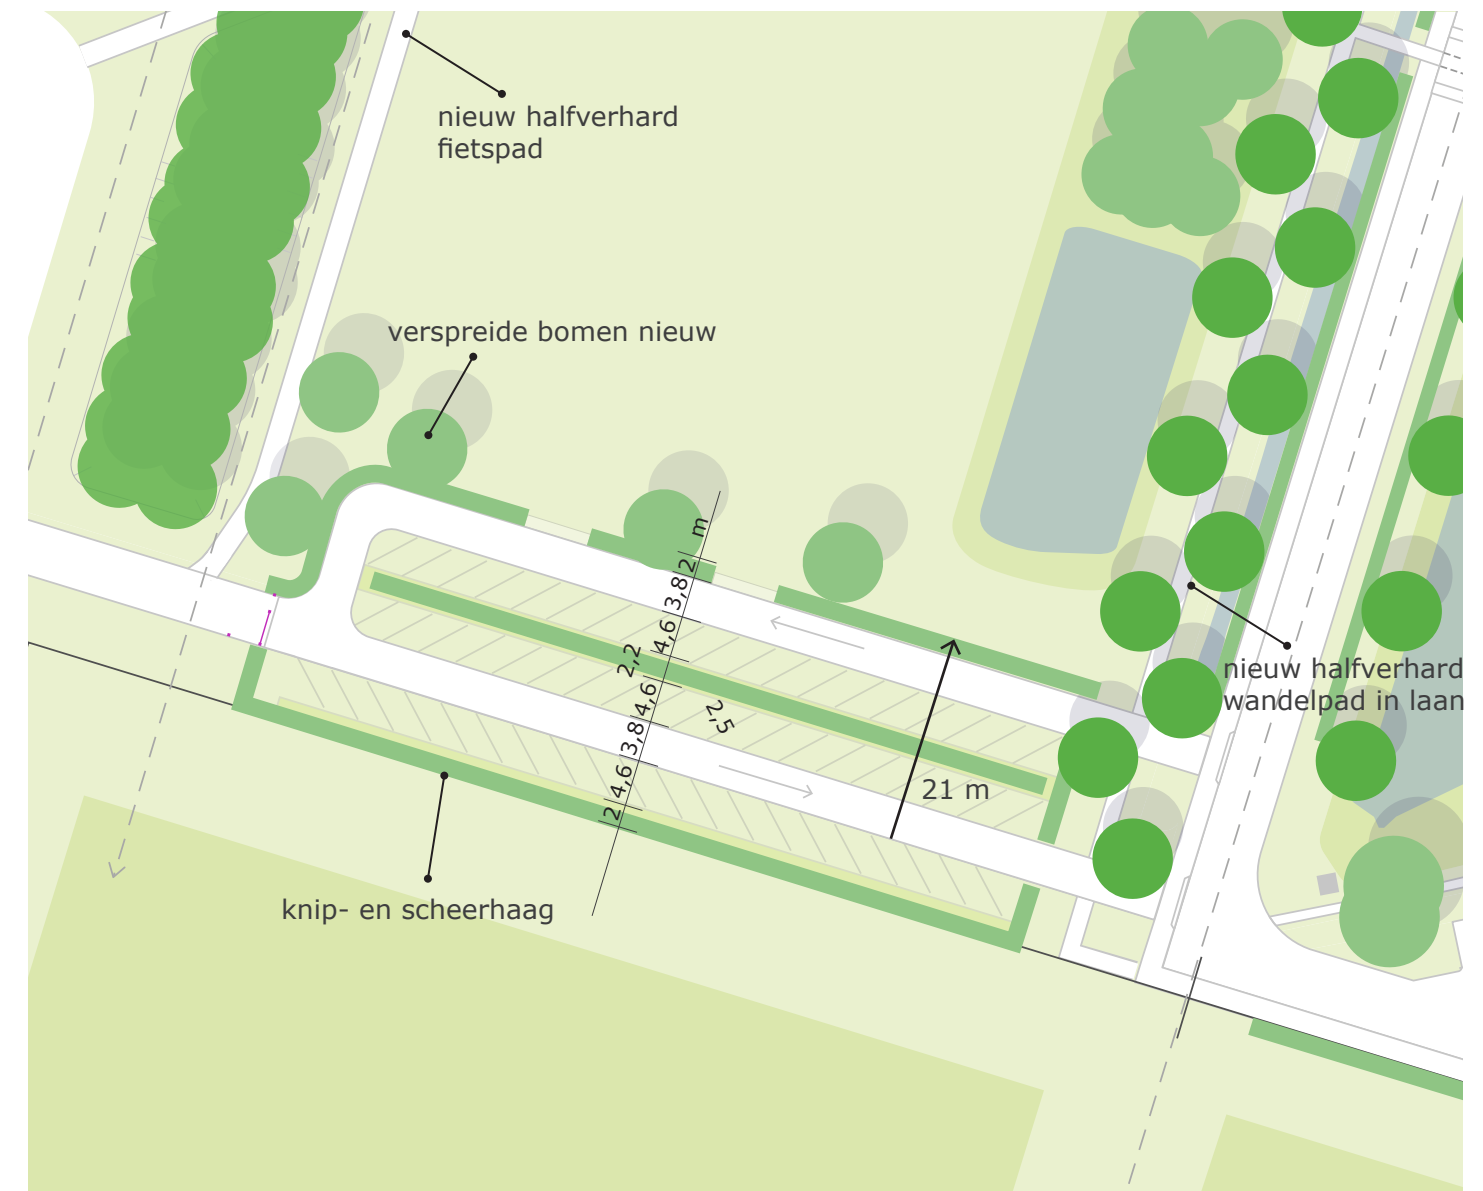 nieuw halfverhard
fietspad
verspreide bomen nieuw
m
2
3,8
4,6
2,2
4,6
2,5
3,8
4,6
2
21 m
nieuw halfverhard
wandelpad in laan
knip- en scheerhaag